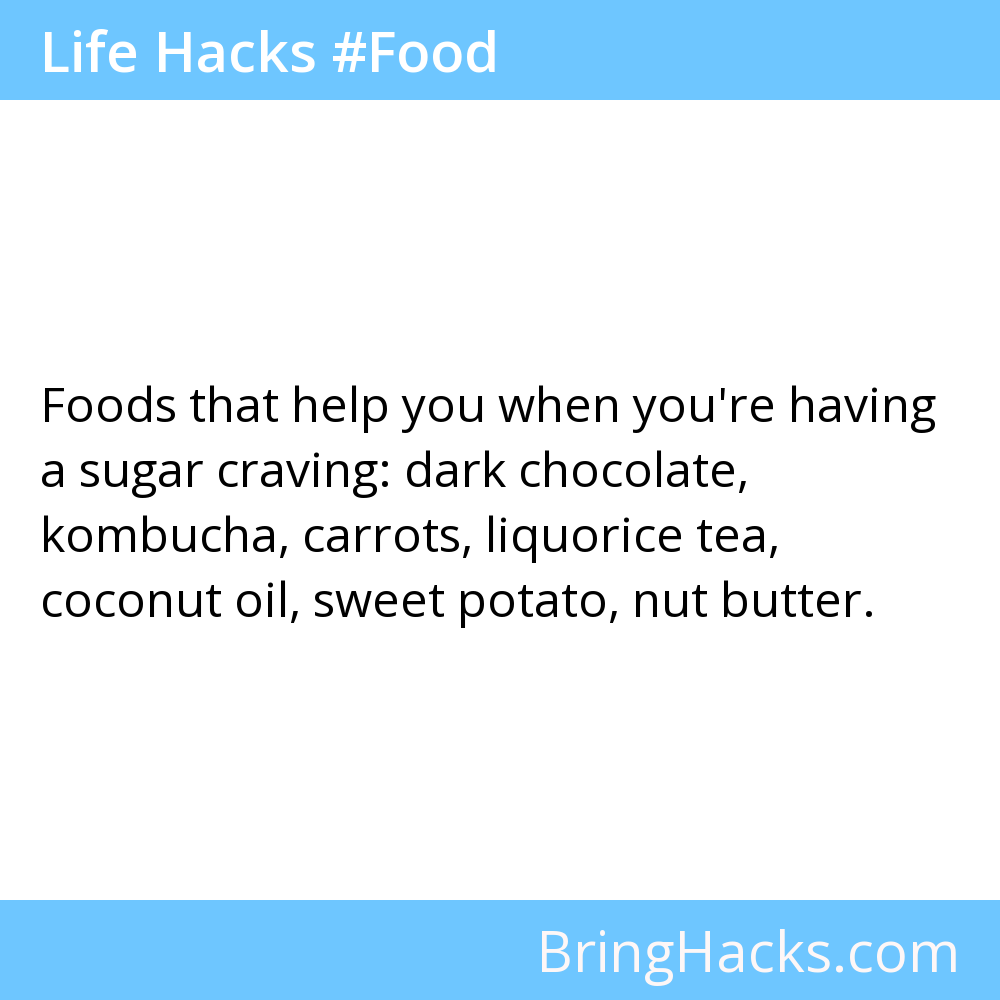 Life Hacks #Food
Foods that help you when you're having
a sugar craving: dark chocolate,
kombucha, carrots, liquorice tea,
coconut oil, sweet potato, nut butter.
BringHacks.com